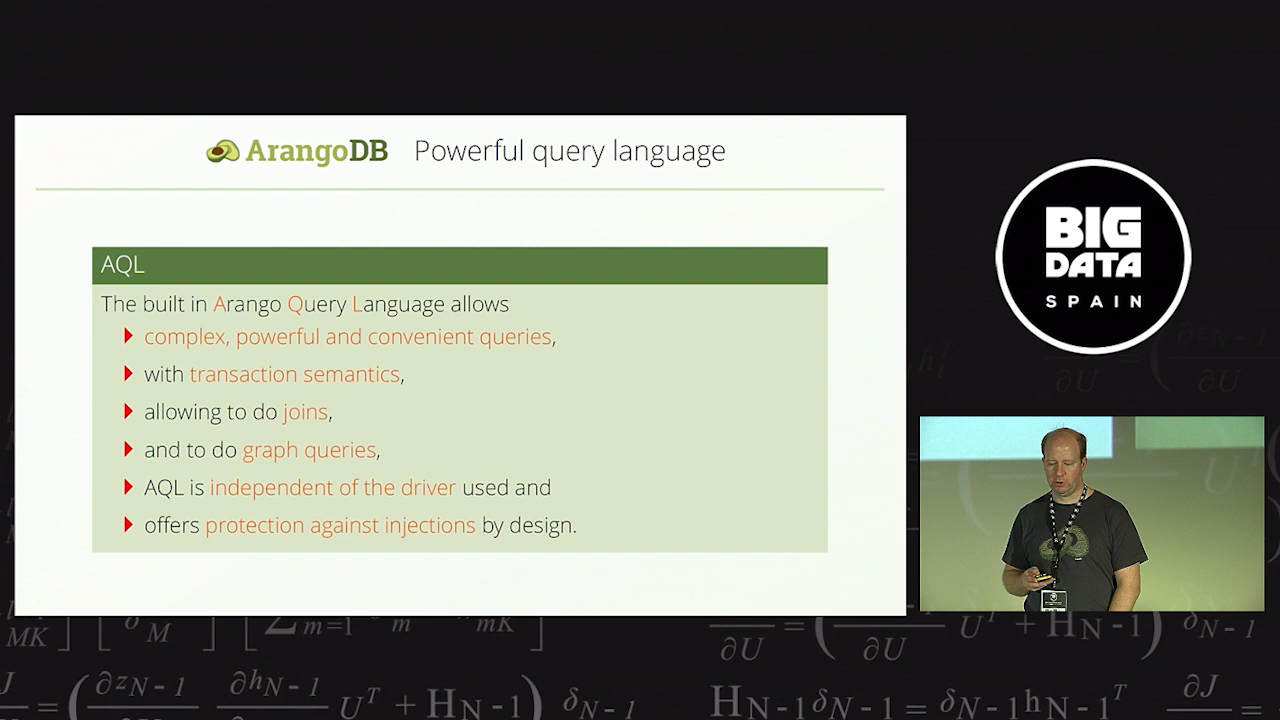 ArangoDB Powerful query language
AQL
The built in Arango Query Language allows
complex, powerful and convenient queries,
with transaction semantics,
allowing to do joins,
and to do graph queries,
AQL is independent of the driver used and
offers protection against injections by design.
BIG
DATA
SPAIN